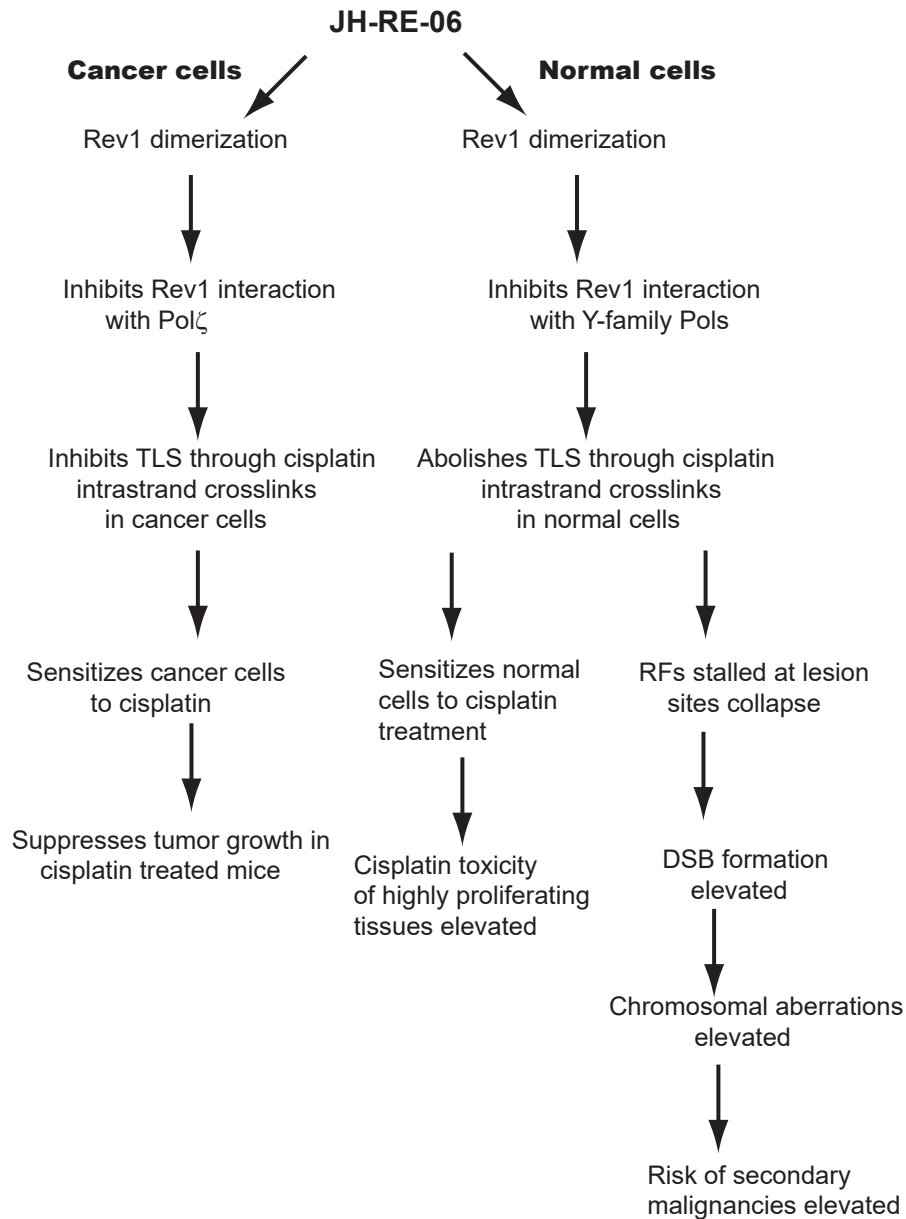 JH-RE-06
Cancer cells
Normal cells
Rev1 dimerization
Rev1 dimerization
Inhibits Rev1 interaction
with Polζ
Inhibits Rev1 interaction
with Y-family Pols
Inhibits TLS through cisplatin
intrastrand crosslinks
in cancer cells
Abolishes TLS through cisplatin
intrastrand crosslinks
in normal cells
Sensitizes cancer cells
to cisplatin
Sensitizes normal
cells to cisplatin
treatment
RFs stalled at lesion
sites collapse
Suppresses tumor growth in
cisplatin treated mice
Cisplatin toxicity
of highly proliferating
tissues elevated
DSB formation
elevated
Chromosomal aberrations
elevated
Risk of secondary
malignancies elevated